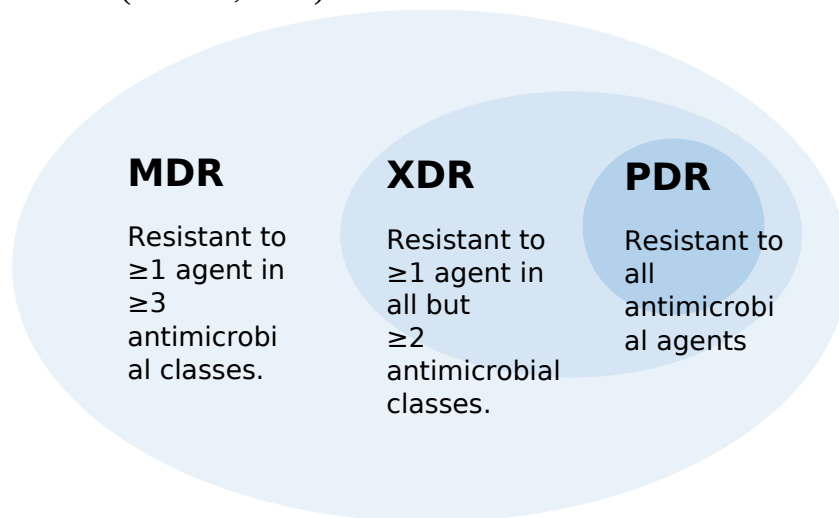 MDR
Resistant to
≥1 agent in
≥3
antimicrobi
al classes.
XDR
Resistant to
≥1 agent in
all but
≥2
antimicrobial
classes.
PDR
Resistant to
all
antimicrobi
al agents